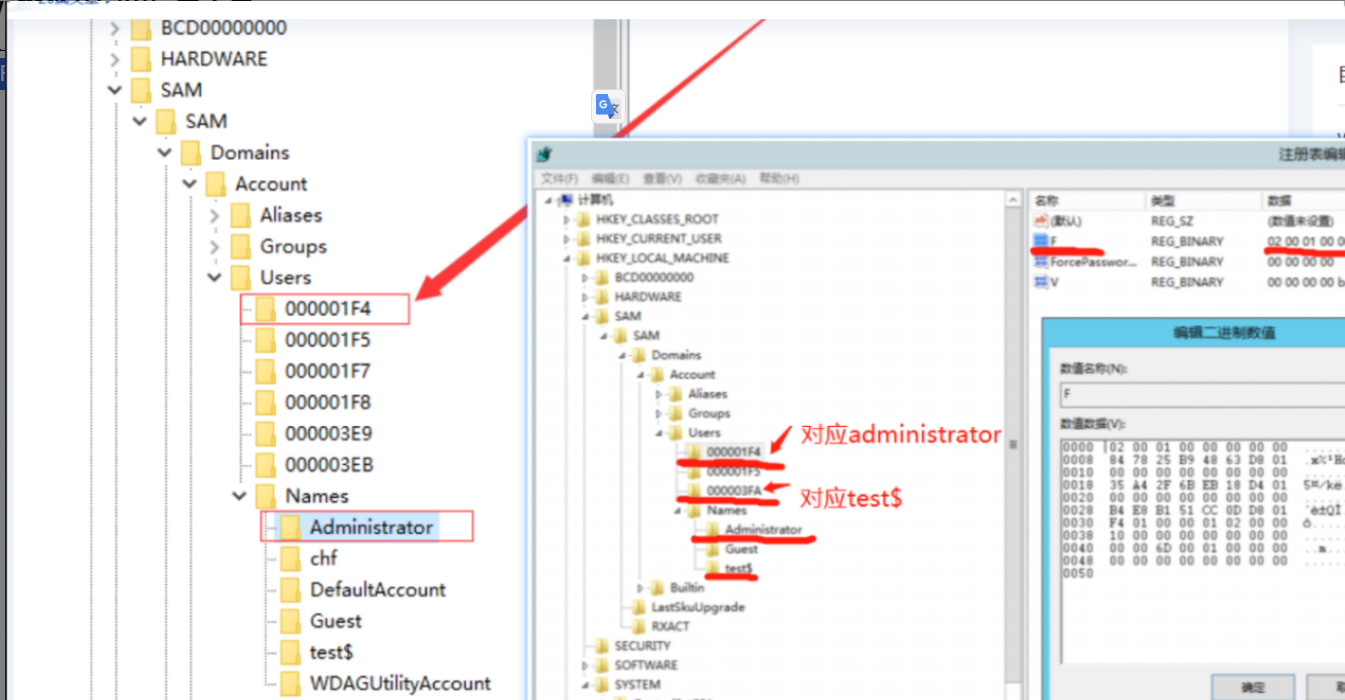 BCD00000000
HARDWARE
SAM
SAM
Domains
Account
Aliases
Groups
Users
000001F4
000001F5
000001F7
000001F8
000003E9
000003EB
Names
Administrator
chf
DefaultAccount
Guest
test$
WDAGUtilityAccount
注册表编辑
文件(F) 编辑(E) 查看(V) 收藏夹(A) 帮助(H)
计算机
HKEY_CLASSES_ROOT
HKEY_CURRENT_USER
HKEY_LOCAL_MACHINE
BCD00000000
HARDWARE
SAM
SAM
Domains
Account
Aliases
Groups
Users
000001F4
对应administrator
000001F5
000003FA
对应test$
Names
Administrator
Guest
test$
Builtin
LastSkuUpgrade
RXACT
SECURITY
SOFTWARE
SYSTEM
名称 类型 数据
(默认) REG_SZ (数值未设置)
F REG_BINARY 02 00 01 00 0
ForcePasswor... REG_BINARY 00 00 00 00
V REG_BINARY 00 00 00 00 b
编辑二进制数值
数值名称(N):
F
数值数据(V):
0000 02 00 01 00 00 00 00 00
0008 84 78 25 B9 48 63 D8 01
0010 00 00 00 00 00 00 00 00
0018 35 A4 2F 6B EB 18 D4 01
0020 00 00 00 00 00 00 00 00
0028 B4 E8 B1 51 CC 0D D8 01
0030 F4 01 00 00 01 02 00 00
0038 10 00 00 00 00 00 00 00
0040 00 00 6D 00 01 00 00 00
0048 00 00 00 00 00 00 00 00
0050
确定